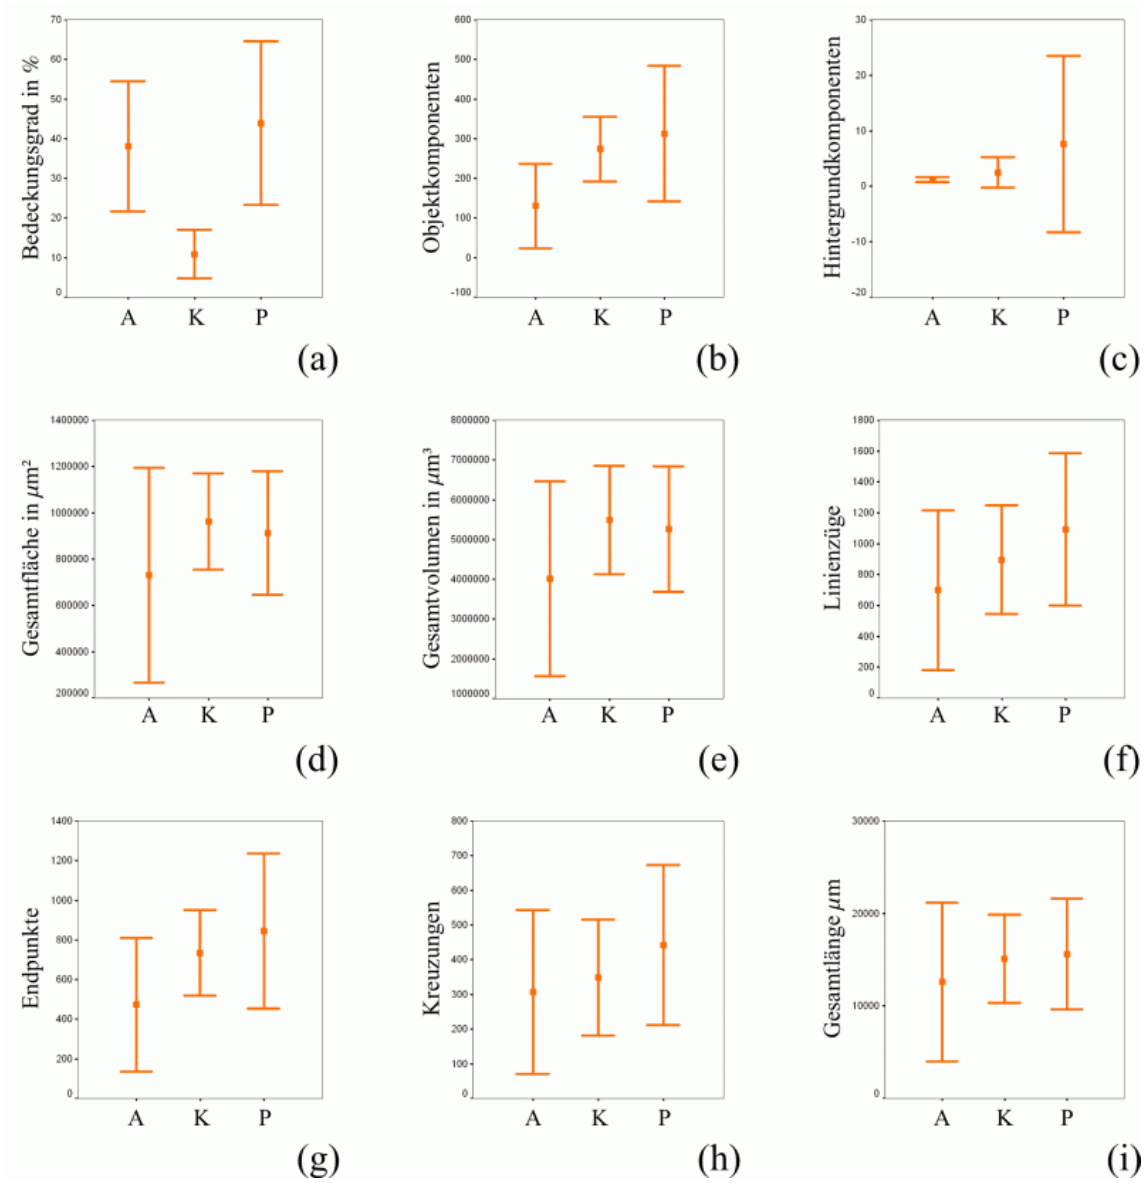 Bedeckungsgrad in %
70
60
50
40
30
20
10
0
A K P
(a)
Objektkomponenten
600
500
400
300
200
100
0
-100
A K P
(b)
Hintergrundkomponenten
30
20
10
0
-10
-20
A K P
(c)
Gesamtfläche in µm²
1400000
1200000
1000000
800000
600000
400000
200000
A K P
(d)
Gesamtvolumen in µm³
8000000
7000000
6000000
5000000
4000000
3000000
2000000
1000000
A K P
(e)
Linienzüge
1800
1600
1400
1200
1000
800
600
400
200
0
A K P
(f)
Endpunkte
1400
1200
1000
800
600
400
200
0
A K P
(g)
Kreuzungen
800
700
600
500
400
300
200
100
0
A K P
(h)
Gesamtlänge µm
30000
20000
10000
0
A K P
(i)